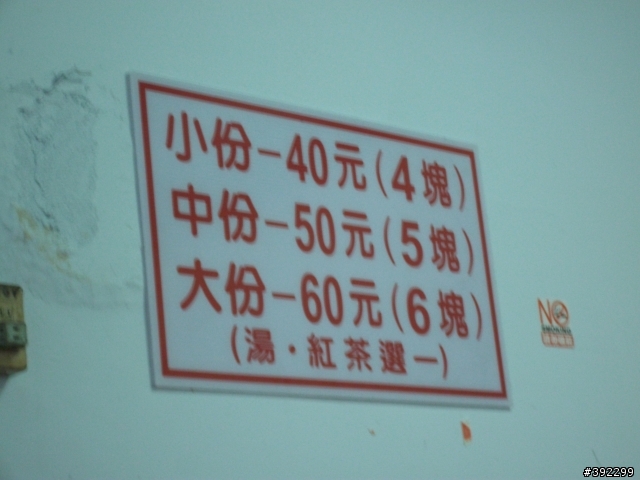 小份-40元(4塊)
中份-50元(5塊)
大份-60元(6塊)
(湯·紅茶選一)
NO
#392299